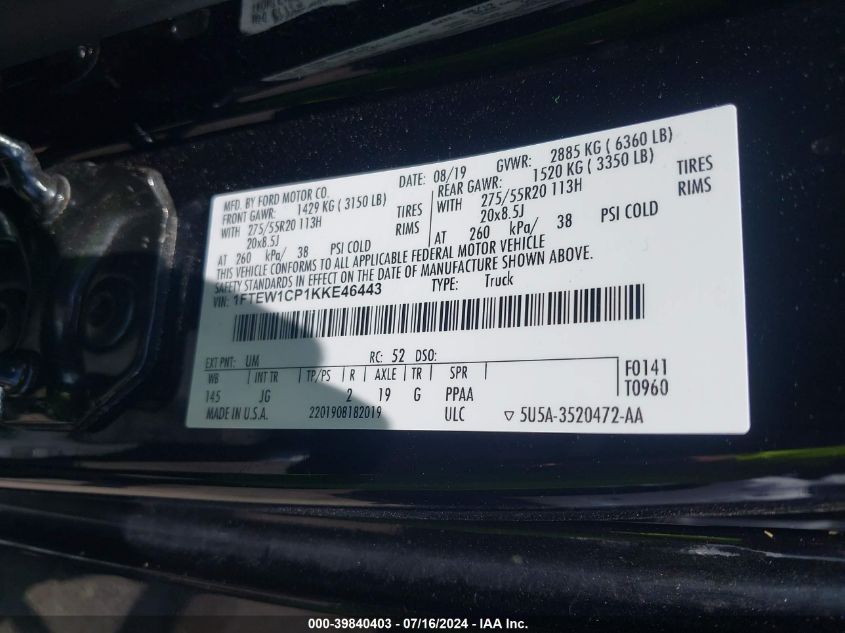 MFD. BY FORD MOTOR CO.
DATE: 08/19 GVWR: 2885 KG ( 6360 LB)
FRONT GAWR: 1429 KG ( 3150 LB)
REAR GAWR: 1520 KG ( 3350 LB)
WITH 275/55R20 113H TIRES
WITH 275/55R20 113H TIRES
20x8.5J RIMS
20x8.5J RIMS
AT 260 kPa/ 38 PSI COLD
AT 260 kPa/ 38 PSI COLD
THIS VEHICLE CONFORMS TO ALL APPLICABLE FEDERAL MOTOR VEHICLE
SAFETY STANDARDS IN EFFECT ON THE DATE OF MANUFACTURE SHOWN ABOVE.
VIN: 1FTEW1CP1KKE46443 TYPE: Truck
EXT PNT: UM RC: 52 DSO:
WB INT TR TP/PS R AXLE TR SPR
F0141
T0960
145 JG 2 19 G PPAA
MADE IN U.S.A. 2201908182019 ULC ▽ 5U5A-3520472-AA
000-39840403 / 07/16/2024 - IAA Inc.